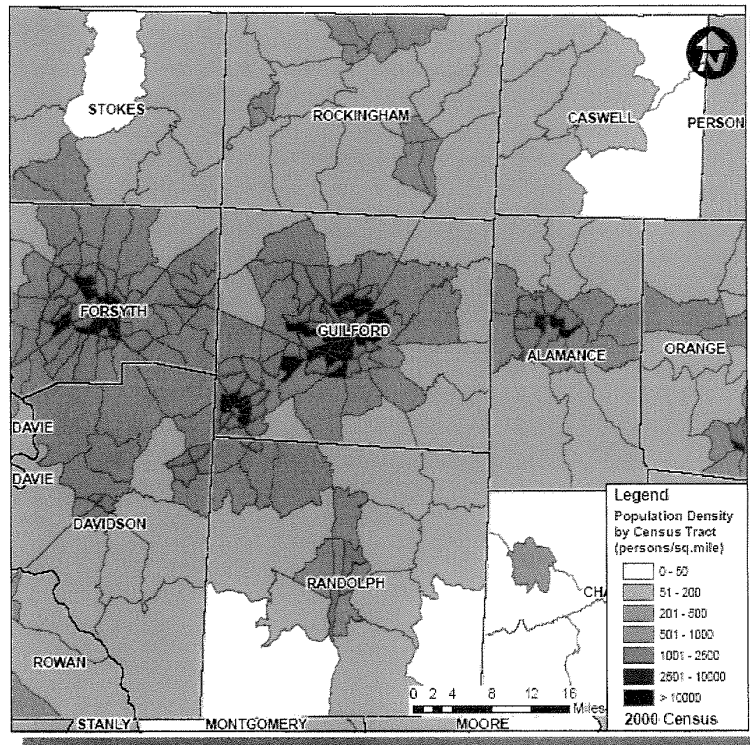 N
STOKES
ROCKINGHAM
CASWELL
PERSON
FORSYTH
GUILFORD
ALAMANCE
ORANGE
DAVIE
DAVIE
DAVIDSON
RANDOLPH
CHA
ROWAN
STANLY
MONTGOMERY
MOORE
0 2 4 8 12 16
Miles
Legend
Population Density
by Census Tract
(persons/sq.mile)
0 - 50
51 - 200
201 - 500
501 - 1000
1001 - 2500
2501 - 10000
> 10000
2000 Census